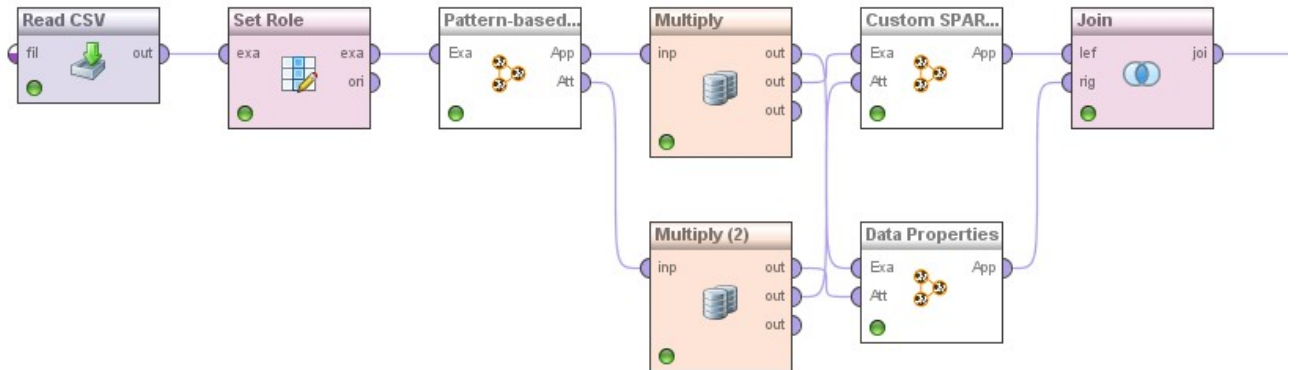 Read CSV
fil
out
Set Role
exa
exa
ori
Pattern-based...
Exa
App
Att
Multiply
inp
out
out
out
Custom SPAR...
Exa
App
Att
Join
lef
joi
rig
Multiply (2)
inp
out
out
out
Data Properties
Exa
App
Att